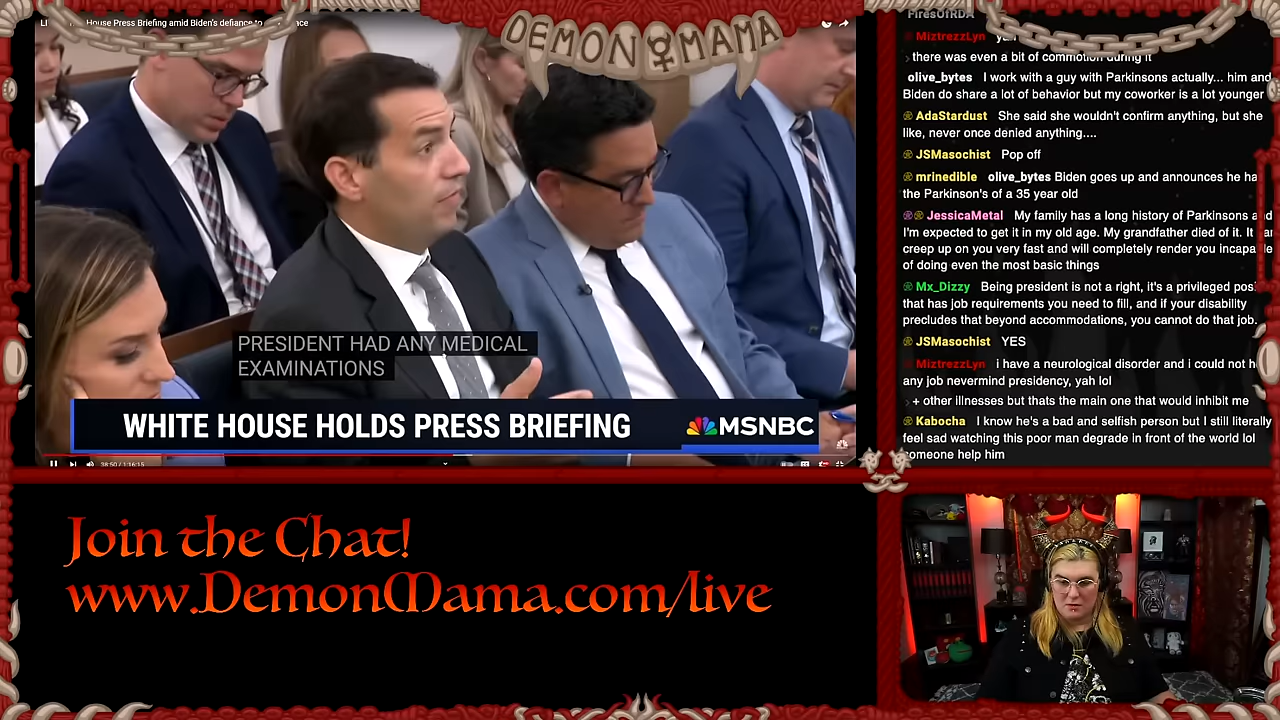 House Press Briefing amid Biden's defiance to
DEMON MAMA
PRESIDENT HAD ANY MEDICAL
EXAMINATIONS
WHITE HOUSE HOLDS PRESS BRIEFING
MSNBC
38:50 / 1:16:15
FiresOfRDA
MiztrezzLyn
there was even a bit of commotion during it
olive_bytes I work with a guy with Parkinsons actually... him and
Biden do share a lot of behavior but my coworker is a lot younger
AdaStardust She said she wouldn't confirm anything, but she
like, never once denied anything....
JSMasochist Pop off
mrinedible olive_bytes Biden goes up and announces he ha
the Parkinson's of a 35 year old
JessicaMetal My family has a long history of Parkinsons and
I'm expected to get it in my old age. My grandfather died of it. It
creep up on you very fast and will completely render you incapa le
of doing even the most basic things
Mx_Dizzy Being president is not a right, it's a privileged pos
that has job requirements you need to fill, and if your disability
precludes that beyond accommodations, you cannot do that job.
JSMasochist YES
MiztrezzLyn i have a neurological disorder and i could not h
any job nevermind presidency, yah lol
+ other illnesses but thats the main one that would inhibit me
Kabocha I know he's a bad and selfish person but I still literally
feel sad watching this poor man degrade in front of the world lol
someone help him
Join the Chat!
www.DemonMama.com/live